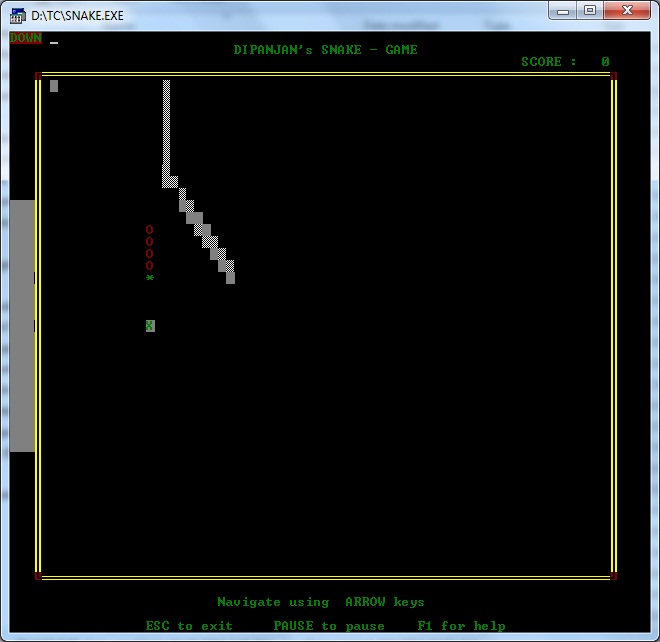 D:\TC\SNAKE.EXE
DOWN _
DIPANJAN's SNAKE - GAME
SCORE : 0
O
O
O
O
*
X
Navigate using ARROW keys
ESC to exit PAUSE to pause F1 for help